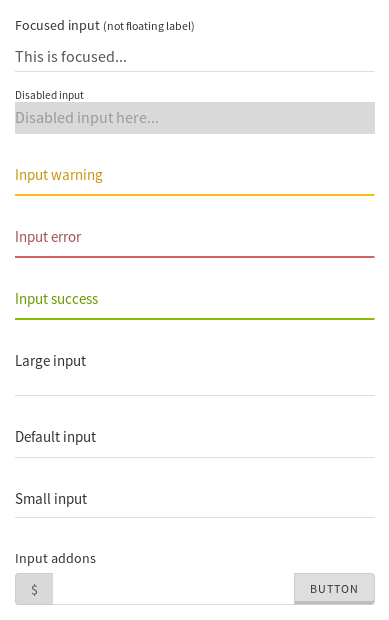 Focused input (not floating label)
This is focused...
Disabled input
Disabled input here...
Input warning
Input error
Input success
Large input
Default input
Small input
Input addons
$ BUTTON